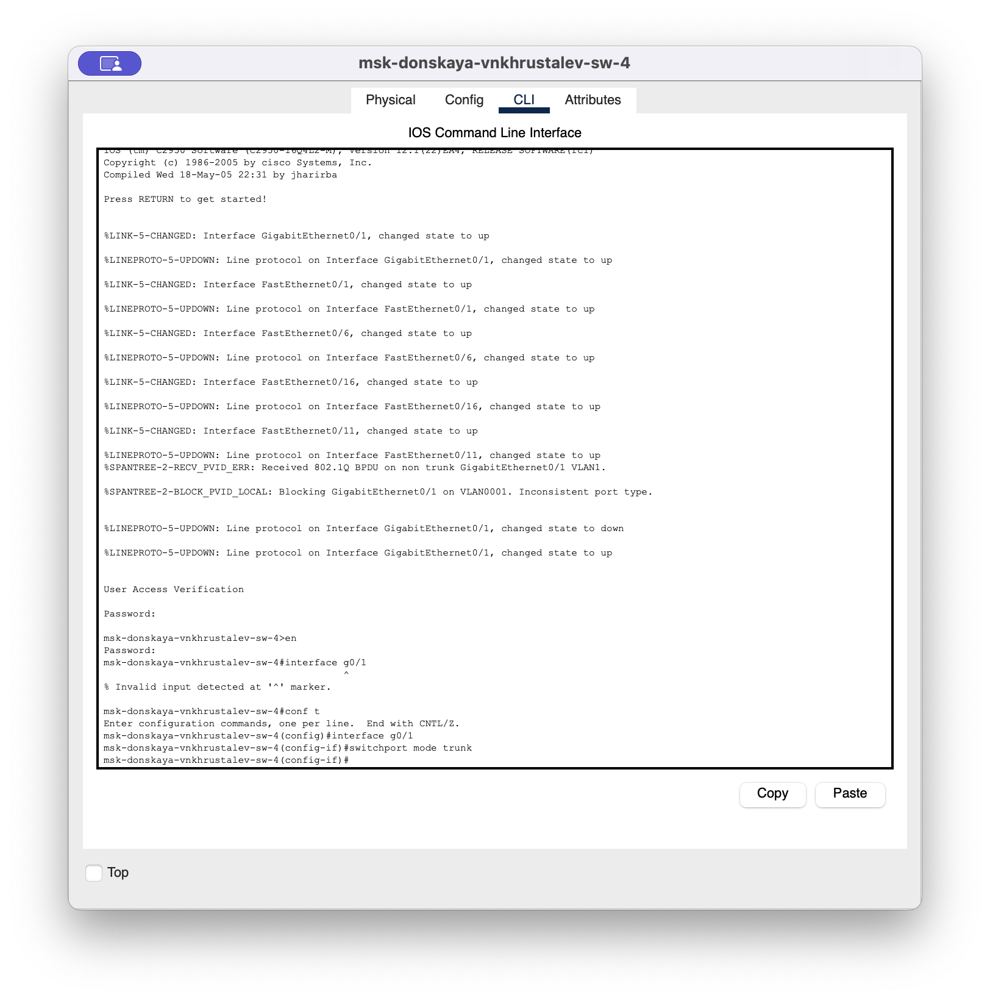 msk-donskaya-vnkhrustalev-sw-4
Physical Config CLI Attributes
IOS Command Line Interface
IOS (tm) C2950 Software (C2950-I6Q4L2-M), Version 12.1(22)EA4, RELEASE SOFTWARE(fc1)
Copyright (c) 1986-2005 by cisco Systems, Inc.
Compiled Wed 18-May-05 22:31 by jharirba
Press RETURN to get started!
%LINK-5-CHANGED: Interface GigabitEthernet0/1, changed state to up
%LINEPROTO-5-UPDOWN: Line protocol on Interface GigabitEthernet0/1, changed state to up
%LINK-5-CHANGED: Interface FastEthernet0/1, changed state to up
%LINEPROTO-5-UPDOWN: Line protocol on Interface FastEthernet0/1, changed state to up
%LINK-5-CHANGED: Interface FastEthernet0/6, changed state to up
%LINEPROTO-5-UPDOWN: Line protocol on Interface FastEthernet0/6, changed state to up
%LINK-5-CHANGED: Interface FastEthernet0/16, changed state to up
%LINEPROTO-5-UPDOWN: Line protocol on Interface FastEthernet0/16, changed state to up
%LINK-5-CHANGED: Interface FastEthernet0/11, changed state to up
%LINEPROTO-5-UPDOWN: Line protocol on Interface FastEthernet0/11, changed state to up
%SPANTREE-2-RECV_PVID_ERR: Received 802.1Q BPDU on non trunk GigabitEthernet0/1 VLAN1.
%SPANTREE-2-BLOCK_PVID_LOCAL: Blocking GigabitEthernet0/1 on VLAN0001. Inconsistent port type.
%LINEPROTO-5-UPDOWN: Line protocol on Interface GigabitEthernet0/1, changed state to down
%LINEPROTO-5-UPDOWN: Line protocol on Interface GigabitEthernet0/1, changed state to up
User Access Verification
Password:
msk-donskaya-vnkhrustalev-sw-4>en
Password:
msk-donskaya-vnkhrustalev-sw-4#interface g0/1
^
% Invalid input detected at '^' marker.
msk-donskaya-vnkhrustalev-sw-4#conf t
Enter configuration commands, one per line.  End with CNTL/Z.
msk-donskaya-vnkhrustalev-sw-4(config)#interface g0/1
msk-donskaya-vnkhrustalev-sw-4(config-if)#switchport mode trunk
msk-donskaya-vnkhrustalev-sw-4(config-if)#
Copy Paste
Top